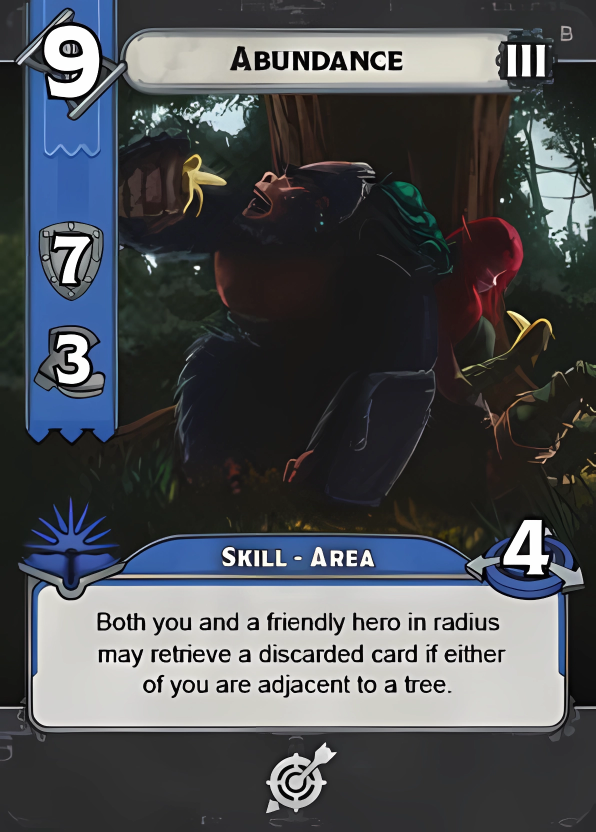 B
9
ABUNDANCE
III
7
3
SKILL - AREA
4
Both you and a friendly hero in radius
may retrieve a discarded card if either
of you are adjacent to a tree.